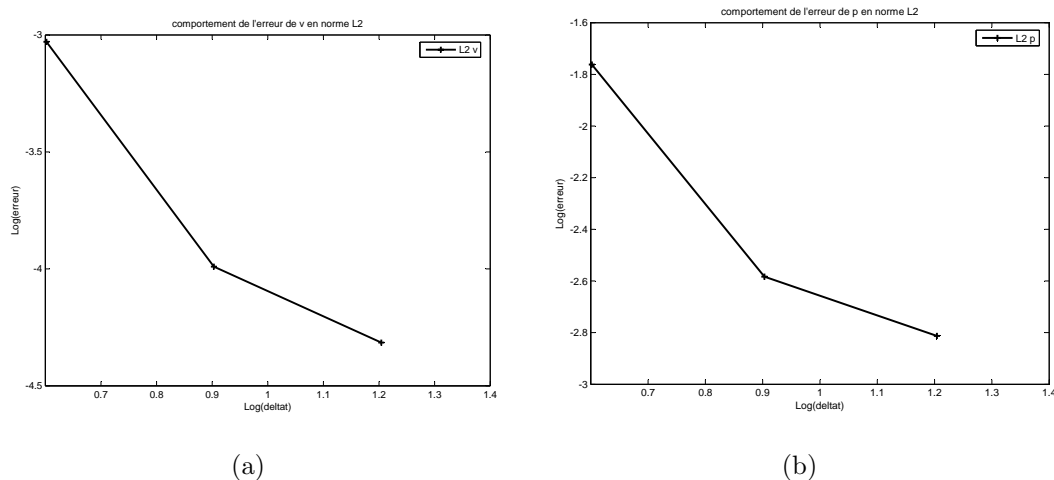 comportement de l'erreur de v en norme L2
L2 v
Log(erreur)
-3
-3.5
-4
-4.5
0.7
0.8
0.9
1
1.1
1.2
1.3
1.4
Log(deltat)
(a)
comportement de l'erreur de p en norme L2
L2 p
Log(erreur)
-1.6
-1.8
-2
-2.2
-2.4
-2.6
-2.8
-3
0.7
0.8
0.9
1
1.1
1.2
1.3
1.4
Log(deltat)
(b)